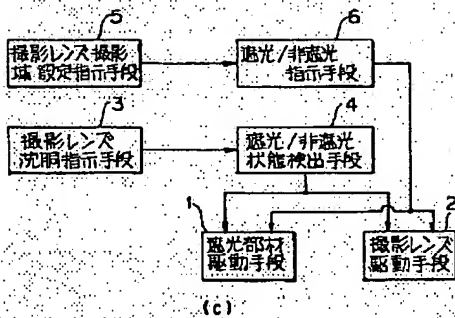 5
撮影レンズ撮影
域設定指示手段
6
遮光/非遮光
指示手段
3
撮影レンズ
沈胴指示手段
4
遮光/非遮光
状態検出手段
1
遮光部材
駆動手段
2
撮影レンズ
駆動手段
(c)